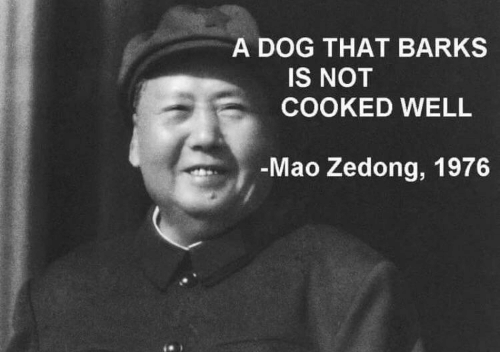 A DOG THAT BARKS
IS NOT
COOKED WELL
-Mao Zedong, 1976